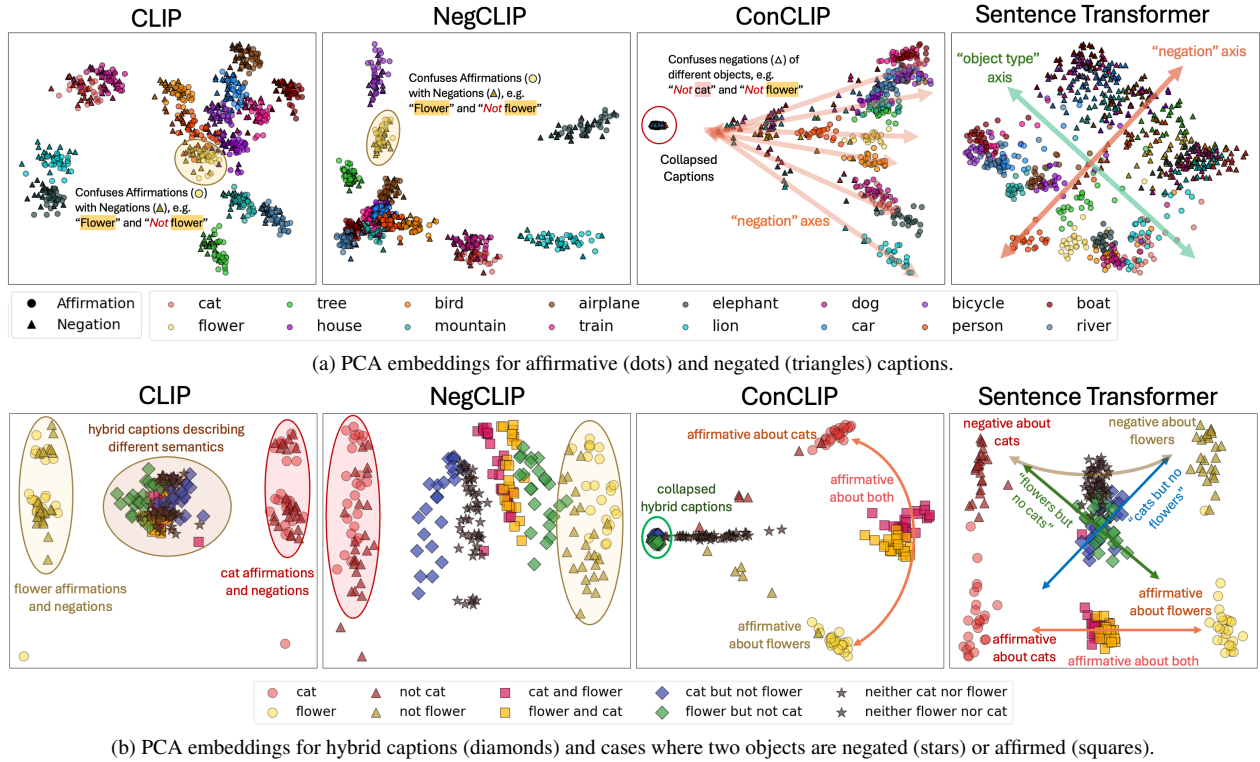 CLIP
NegCLIP
ConCLIP
Sentence Transformer
Confuses Affirmations ( )
with Negations ( ), e.g.
“Flower” and “Not flower”
Confuses Affirmations ( )
with Negations ( ), e.g.
“Flower” and “Not flower”
Confuses negations (△) of
different objects, e.g.
“Not cat” and “Not flower”
Collapsed
Captions
“negation” axes
“object type”
axis
“negation” axis
Affirmation
Negation
cat
tree
bird
airplane
elephant
dog
bicycle
boat
flower
house
mountain
train
lion
car
person
river
(a) PCA embeddings for affirmative (dots) and negated (triangles) captions.
CLIP
NegCLIP
ConCLIP
Sentence Transformer
hybrid captions describing
different semantics
flower affirmations
and negations
cat affirmations
and negations
affirmative about cats
affirmative
about both
collapsed
hybrid captions
affirmative
about flowers
negative about
cats
negative about
flowers
“flowers but
no cats”
“cats but no
flowers”
affirmative
about flowers
affirmative
about cats
affirmative about both
cat
not cat
cat and flower
cat but not flower
neither cat nor flower
flower
not flower
flower and cat
flower but not cat
neither flower nor cat
(b) PCA embeddings for hybrid captions (diamonds) and cases where two objects are negated (stars) or affirmed (squares).